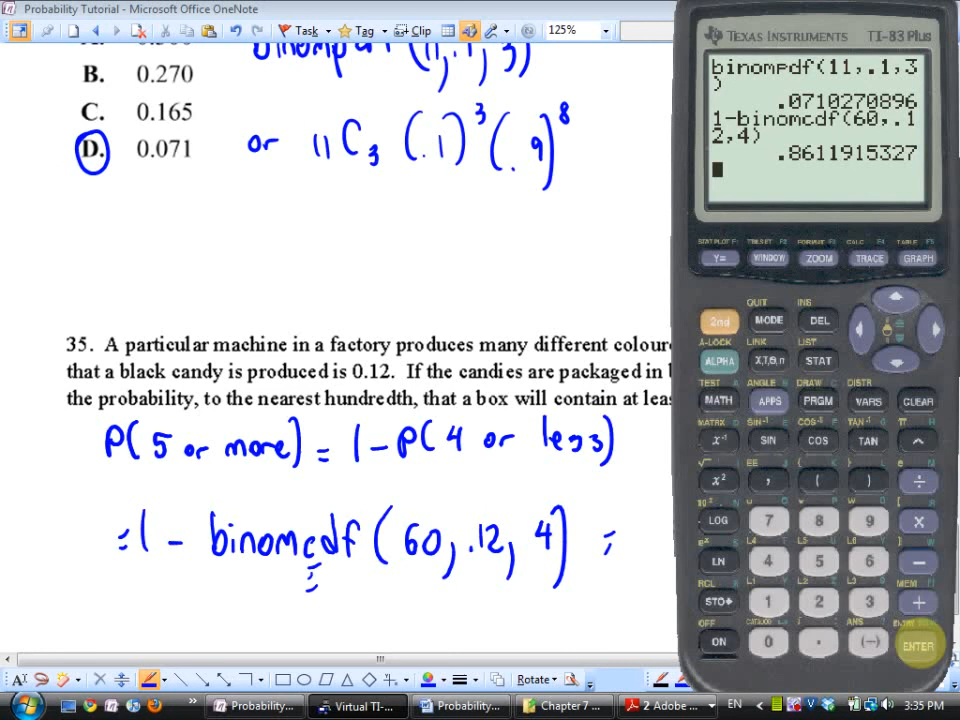 Probability Tutorial - Microsoft Office OneNote
Back Task Tag Clip 125%
binompdf (11, .1, 3)
B. 0.270
C. 0.165
D. 0.071 or 11 C 3 (.1)^3 (.9)^8
35. A particular machine in a factory produces many different colour
that a black candy is produced is 0.12. If the candies are packaged in
the probability, to the nearest hundredth, that a box will contain at leas
P(5 or more) = 1 - P(4 or less)
= 1 - binomcdf (60, .12, 4) =
TEXAS INSTRUMENTS TI-83 Plus
binompdf(11,.1,3
)
.0710270896
1-binomcdf(60,.1
2,4)
.8611915327
STAT PLOT F1 TBLSET F2 FORMAT F3 CALC F4 TABLE F5
Y= WINDOW ZOOM TRACE GRAPH
QUIT INS
2nd MODE DEL
A-LOCK LINK LIST
ALPHA X,T,θ,n STAT
TEST A ANGLE B DRAW C DISTR
MATH APPS PRGM VARS CLEAR
MATRX D SIN⁻¹ E COS⁻¹ F TAN⁻¹ G π H
x⁻¹ SIN COS TAN ^
√ I EE J { K } L e M
x² , ( ) ÷
10ˣ N u O v P w Q [ R
LOG 7 8 9 ×
eˣ S L4 T L5 U L6 V ] W
LN 4 5 6 −
RCL X L1 Y L2 Z L3 θ MEM "
STO▸ 1 2 3 +
OFF CATALOG i ANS ? ENTRY SOLVE
ON 0 . (−) ENTER
Rotate
Probability... Virtual TI-... Probability... Chapter 7 ... 2 Adobe ... EN 3:35 PM